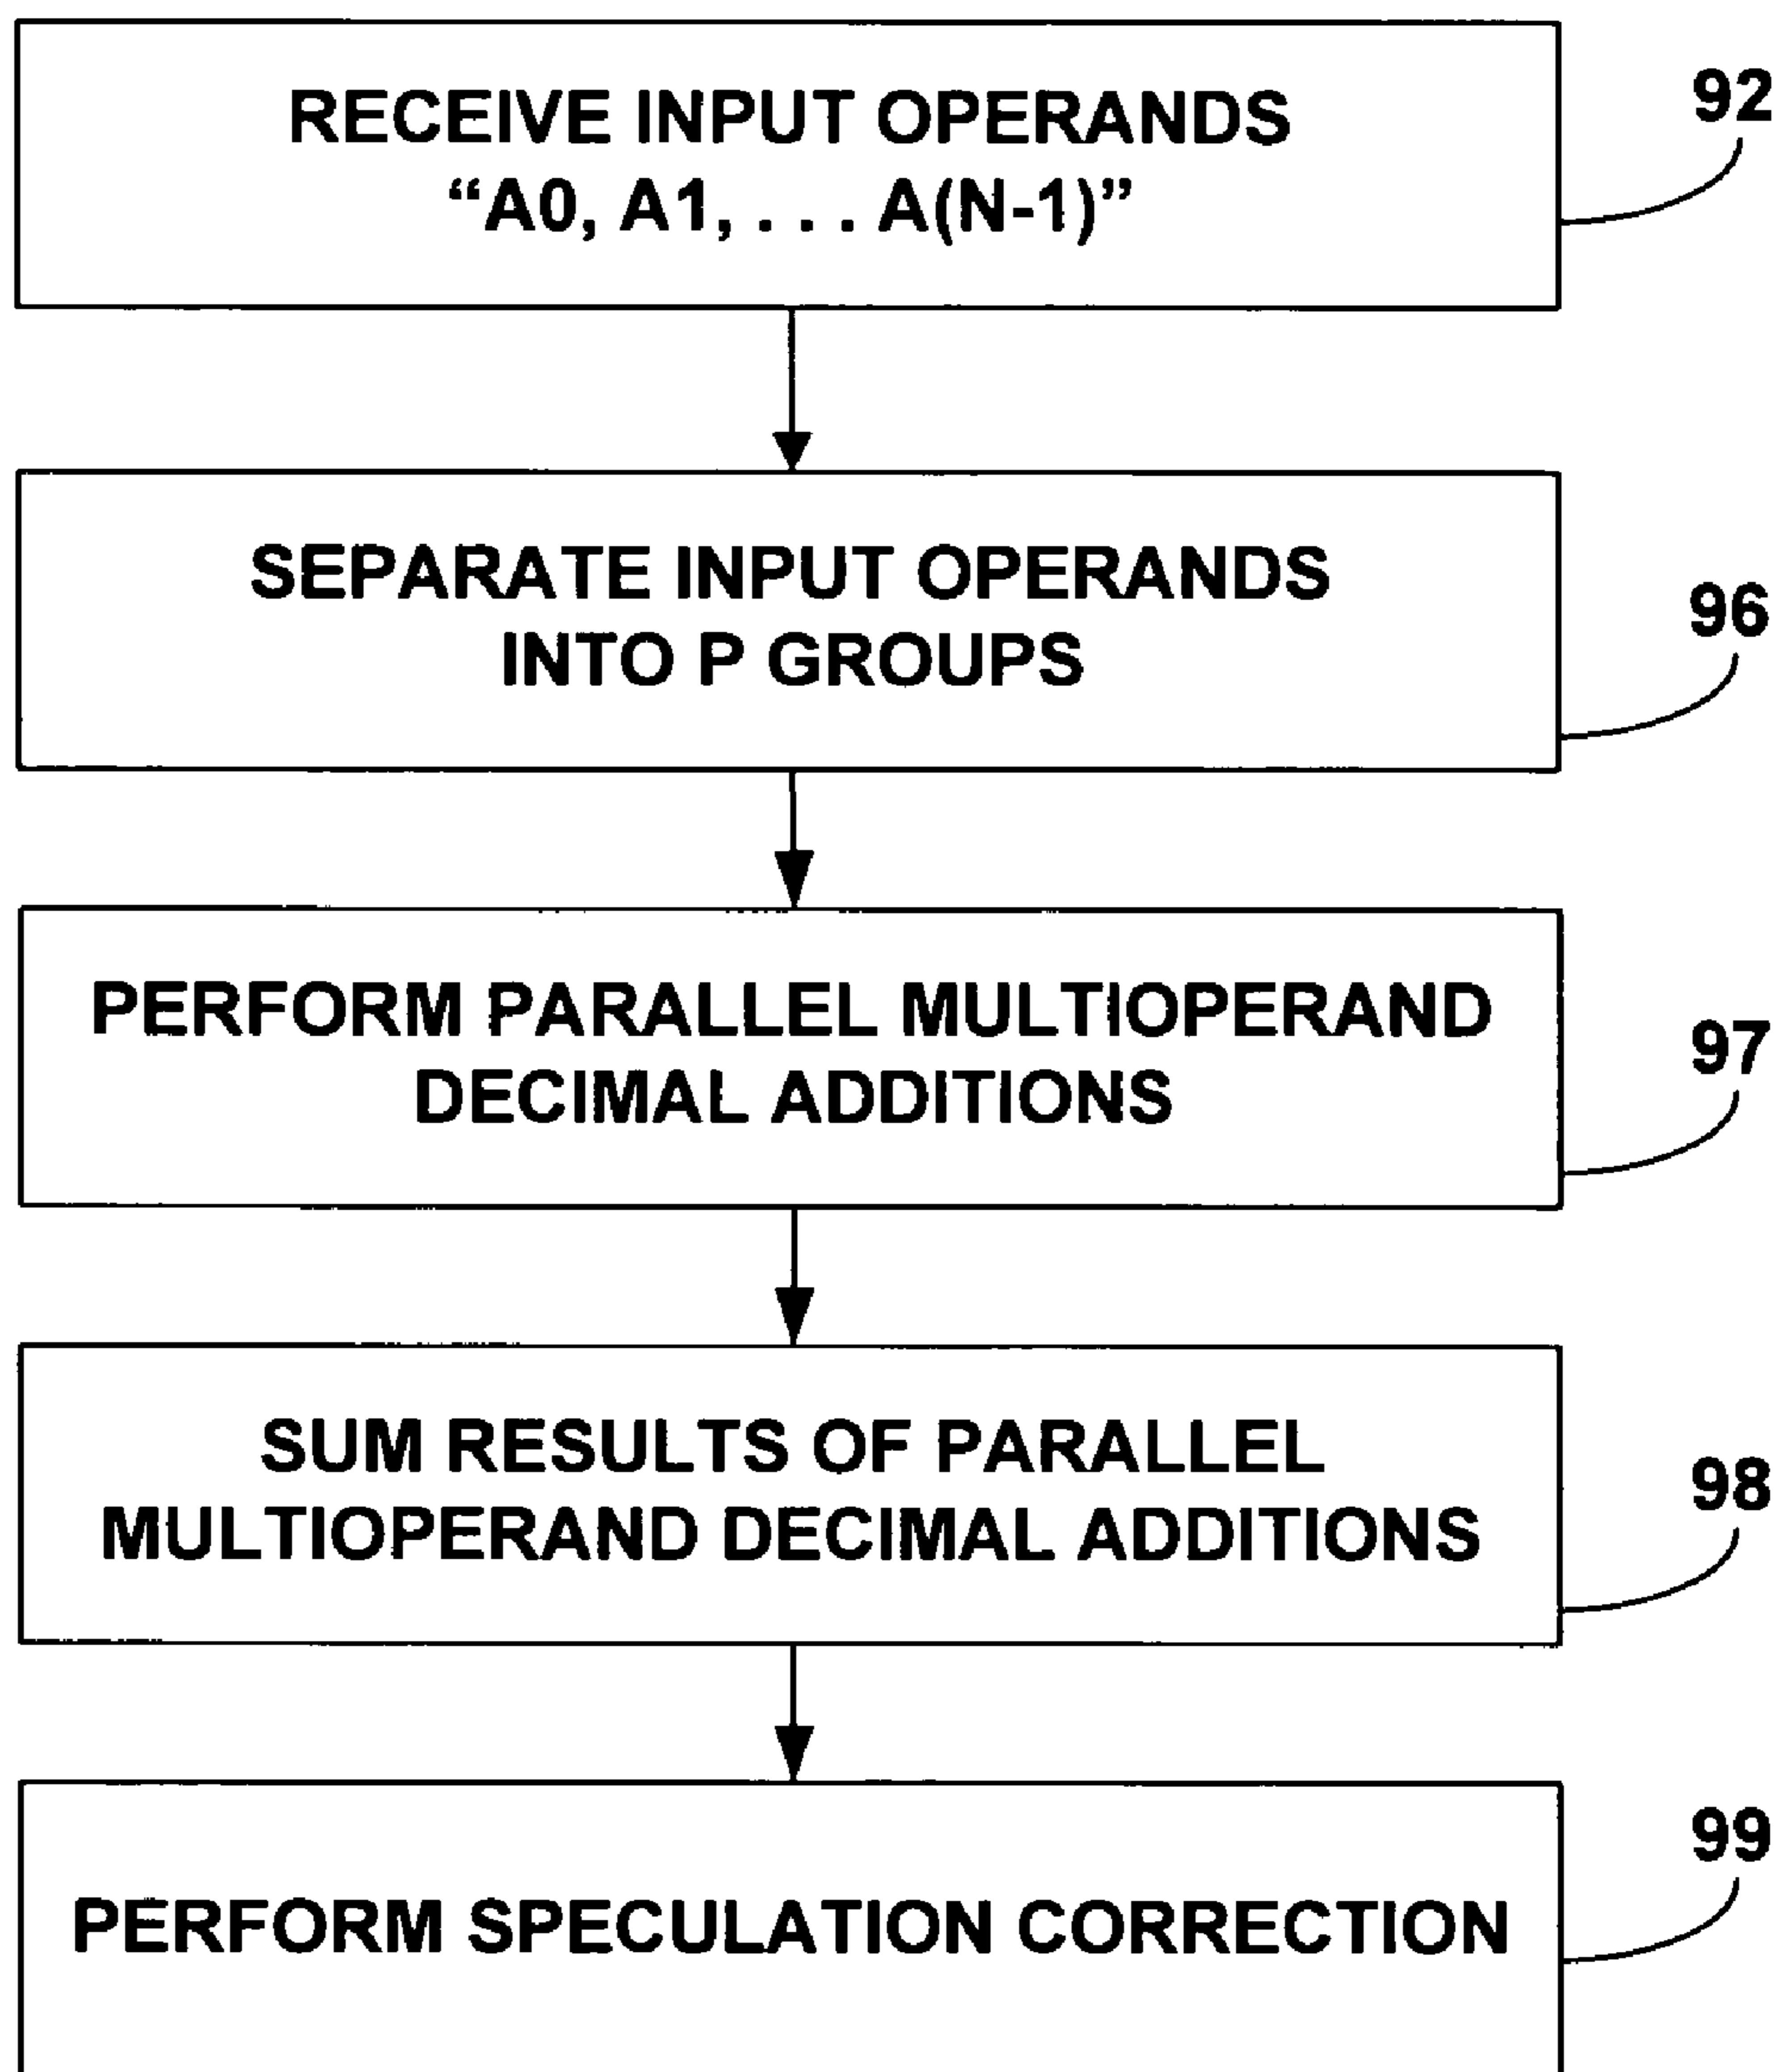 RECEIVE INPUT OPERANDS
“A0, A1, . . . A(N-1)”
92
SEPARATE INPUT OPERANDS
INTO P GROUPS
96
PERFORM PARALLEL MULTIOPERAND
DECIMAL ADDITIONS
97
SUM RESULTS OF PARALLEL
MULTIOPERAND DECIMAL ADDITIONS
98
PERFORM SPECULATION CORRECTION
99